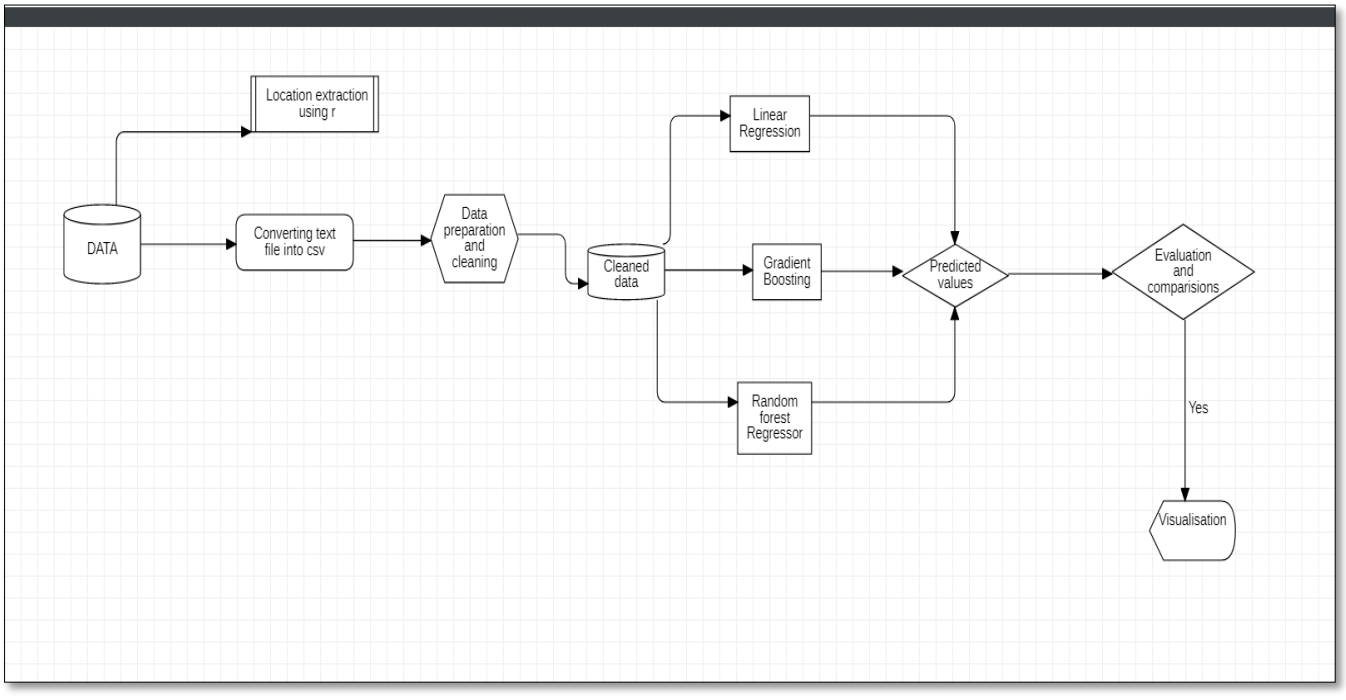 Location extraction
using r
DATA
Converting text
file into csv
Data
preparation
and
cleaning
Cleaned
data
Linear
Regression
Gradient
Boosting
Random
forest
Regressor
Predicted
values
Evaluation
and
comparisions
Yes
Visualisation